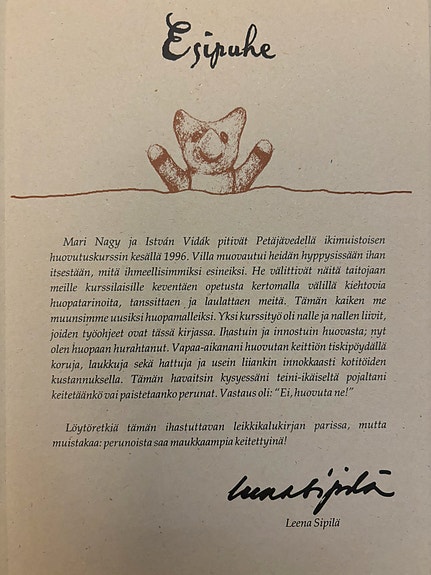 Esipuhe
Mari Nagy ja István Vidák pitivät Petäjävedellä ikimuistoisen
huovutuskurssin kesällä 1996. Villa muovautui heidän hyppysissään ihan
itsestään, mitä ihmeellisimmiksi esineiksi. He välittivät näitä taitojaan
meille kurssilaisille keventäen opetusta kertomalla välillä kiehtovia
huopatarinoita, tanssittaen ja laulattaen meitä. Tämän kaiken me
muunsimme uusiksi huopamalleiksi. Yksi kurssityö oli nalle ja nallen liivit,
joiden työohjeet ovat tässä kirjassa. Ihastuin ja innostuin huovasta; nyt
olen huopaan hurahtanut. Vapaa-aikanani huovutan keittiön tiskipöydällä
koruja, laukkuja sekä hattuja ja usein liiankin innokkaasti kotitöiden
kustannuksella. Tämän havaitsin kysyessäni teini-ikäiseltä pojaltani
keitetäänkö vai paistetaanko perunat. Vastaus oli: "Ei, huovuta ne!"
Löytöretkiä tämän ihastuttavan leikkikalukirjan parissa, mutta
muistakaa: perunoista saa maukkaampia keitettyinä!
Leena Sipilä
Leena Sipilä